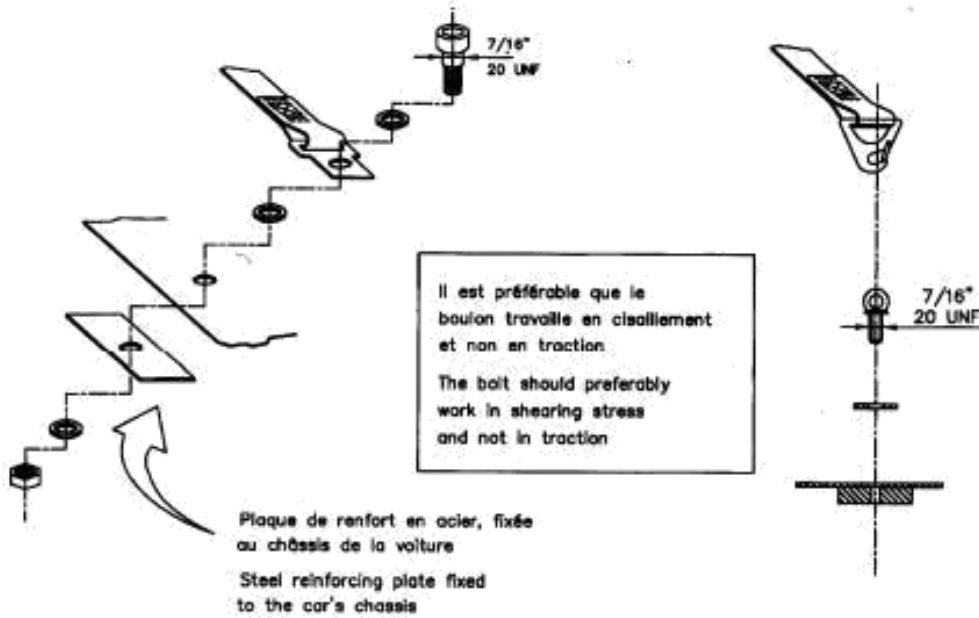 7/16"
20 UNF
Il est préférable que le
boulon travaille en cisaillement
et non en traction
The bolt should preferably
work in shearing stress
and not in traction
7/16"
20 UNF
Plaque de renfort en acier, fixée
au châssis de la voiture
Steel reinforcing plate fixed
to the car's chassis